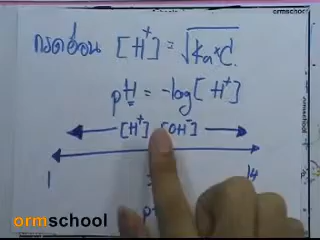 ormschool
กรดอ่อน [H⁺] = √Ka×C
pH = -log[H⁺]
[H⁺] [OH⁻]
1 14
ormschool